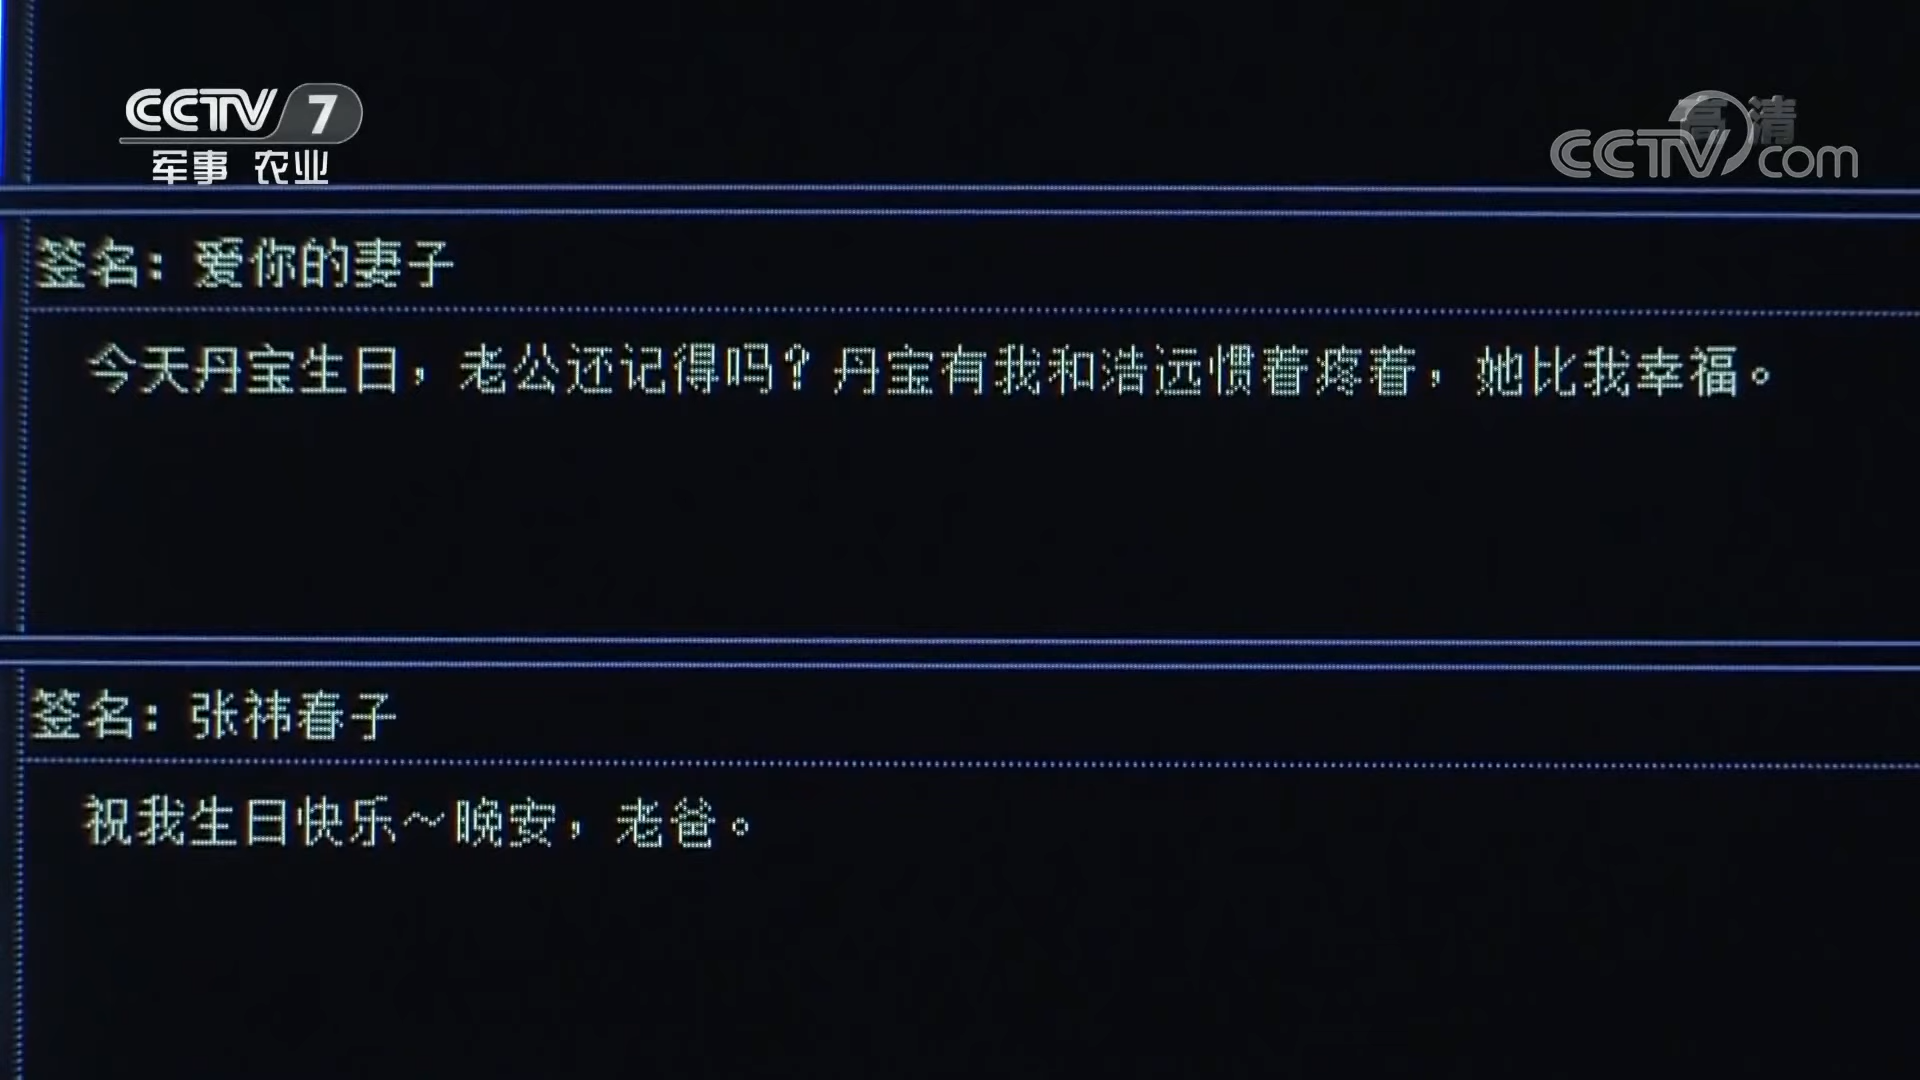 CCTV 7
军事 农业
高清
CCTV.com
签名：爱你的妻子
今天丹宝生日，老公还记得吗？丹宝有我和浩远惯着疼着，她比我幸福。
签名：张祎春子
祝我生日快乐～晚安，老爸。